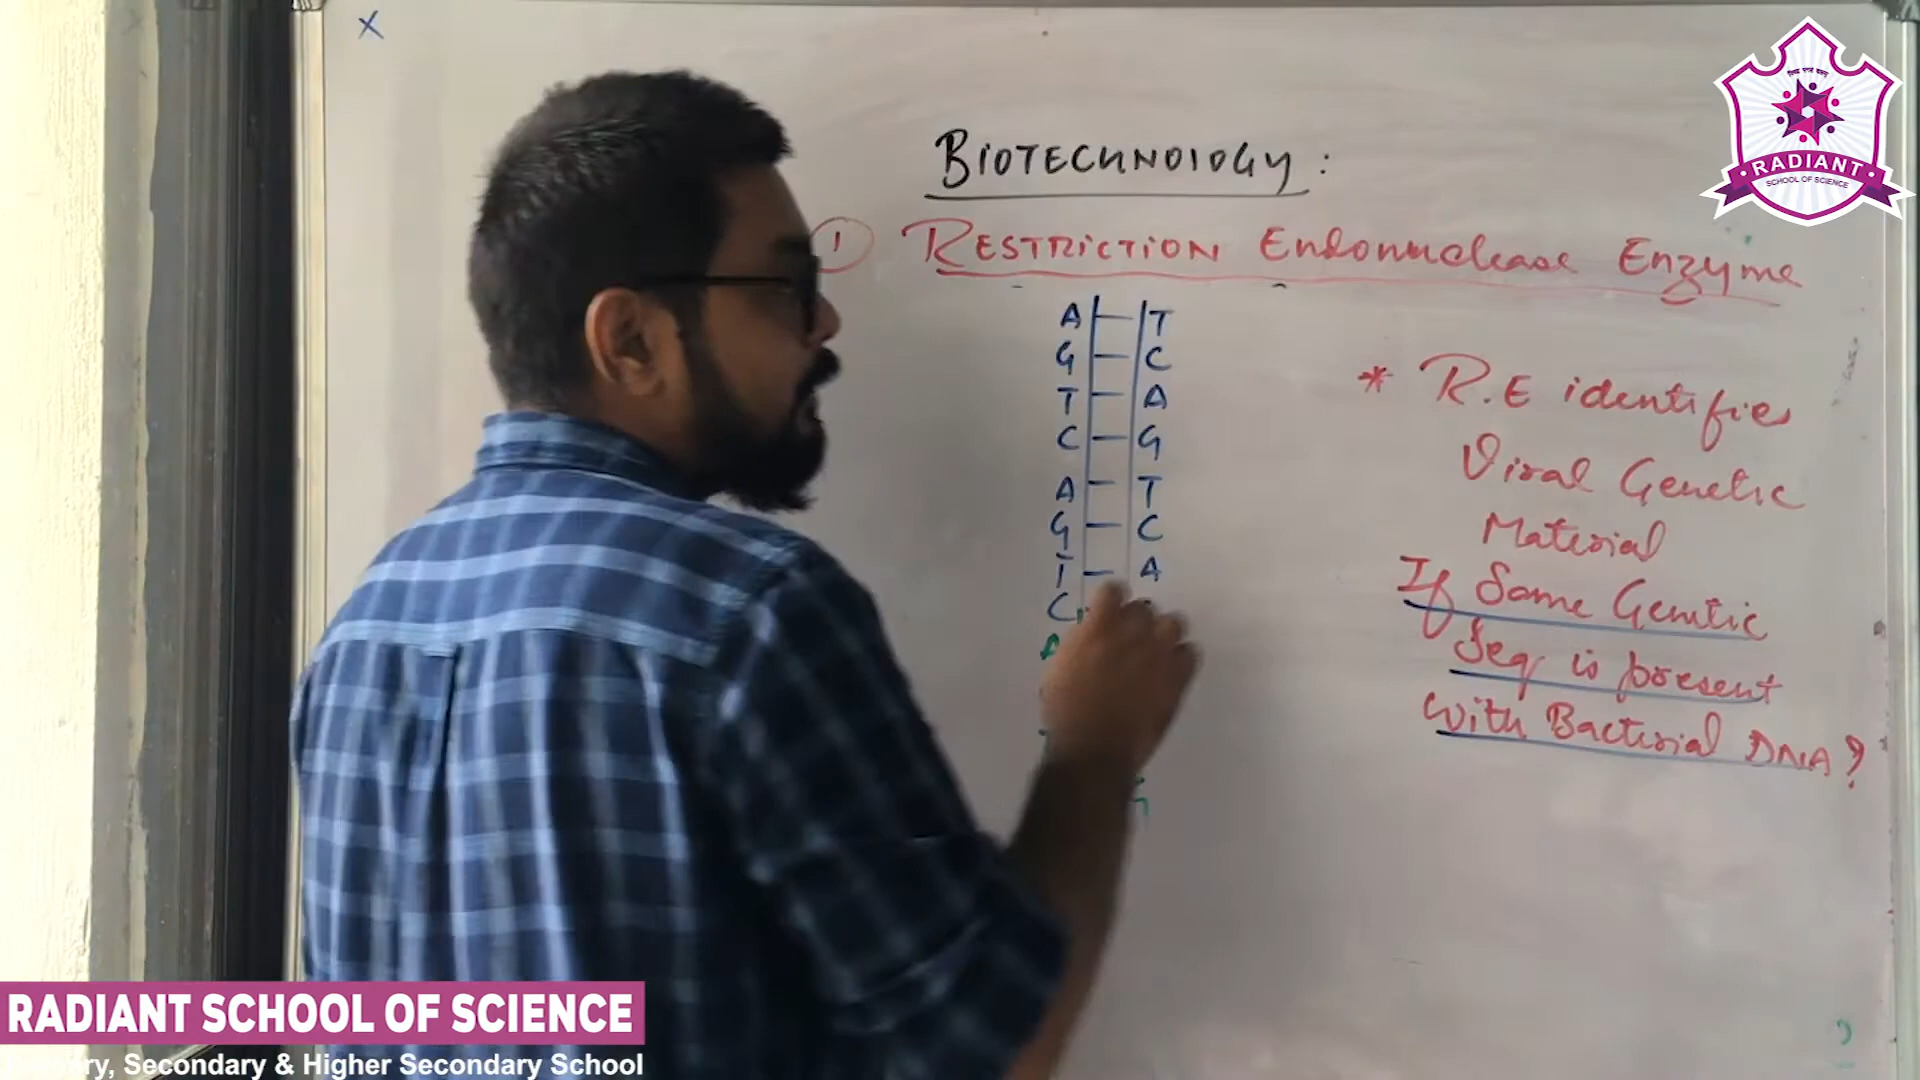 X
BIOTECHNOLOGY :
① RESTRICTION Endonuclease Enzyme
A T
G C
T A
C G
A T
G C
T A
C
A
* R.E identifies
Viral Genetic
Material
If Same Genetic
Seq is present
with Bacterial DNA?
RADIANT
SCHOOL OF SCIENCE
RADIANT SCHOOL OF SCIENCE
Secondary & Higher Secondary School